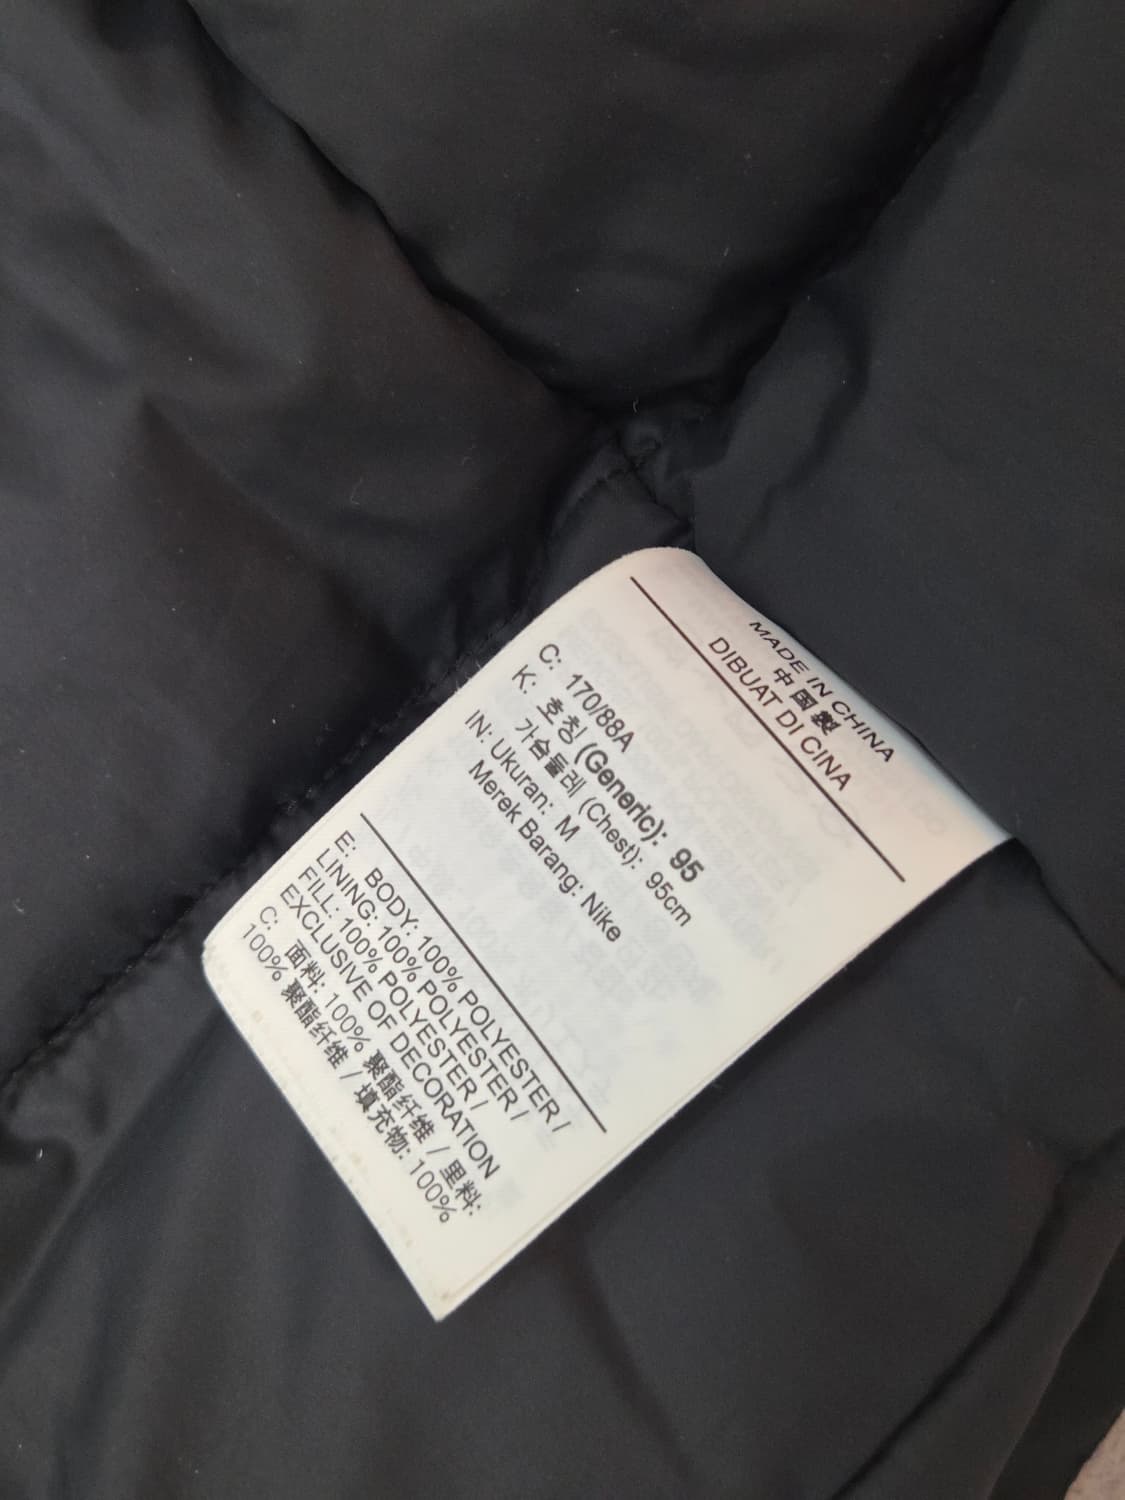 MADE IN CHINA
中国製
DIBUAT DI CINA
C: 170/88A
K: 호칭 (Generic): 95
가슴둘레 (Chest): 95cm
IN: Ukuran: M
Merek Barang: Nike
E: BODY: 100% POLYESTER /
LINING: 100% POLYESTER /
FILL: 100% POLYESTER /
EXCLUSIVE OF DECORATION
C: 面料: 100% 聚酯纤维 / 里料:
100% 聚酯纤维 / 填充物: 100%